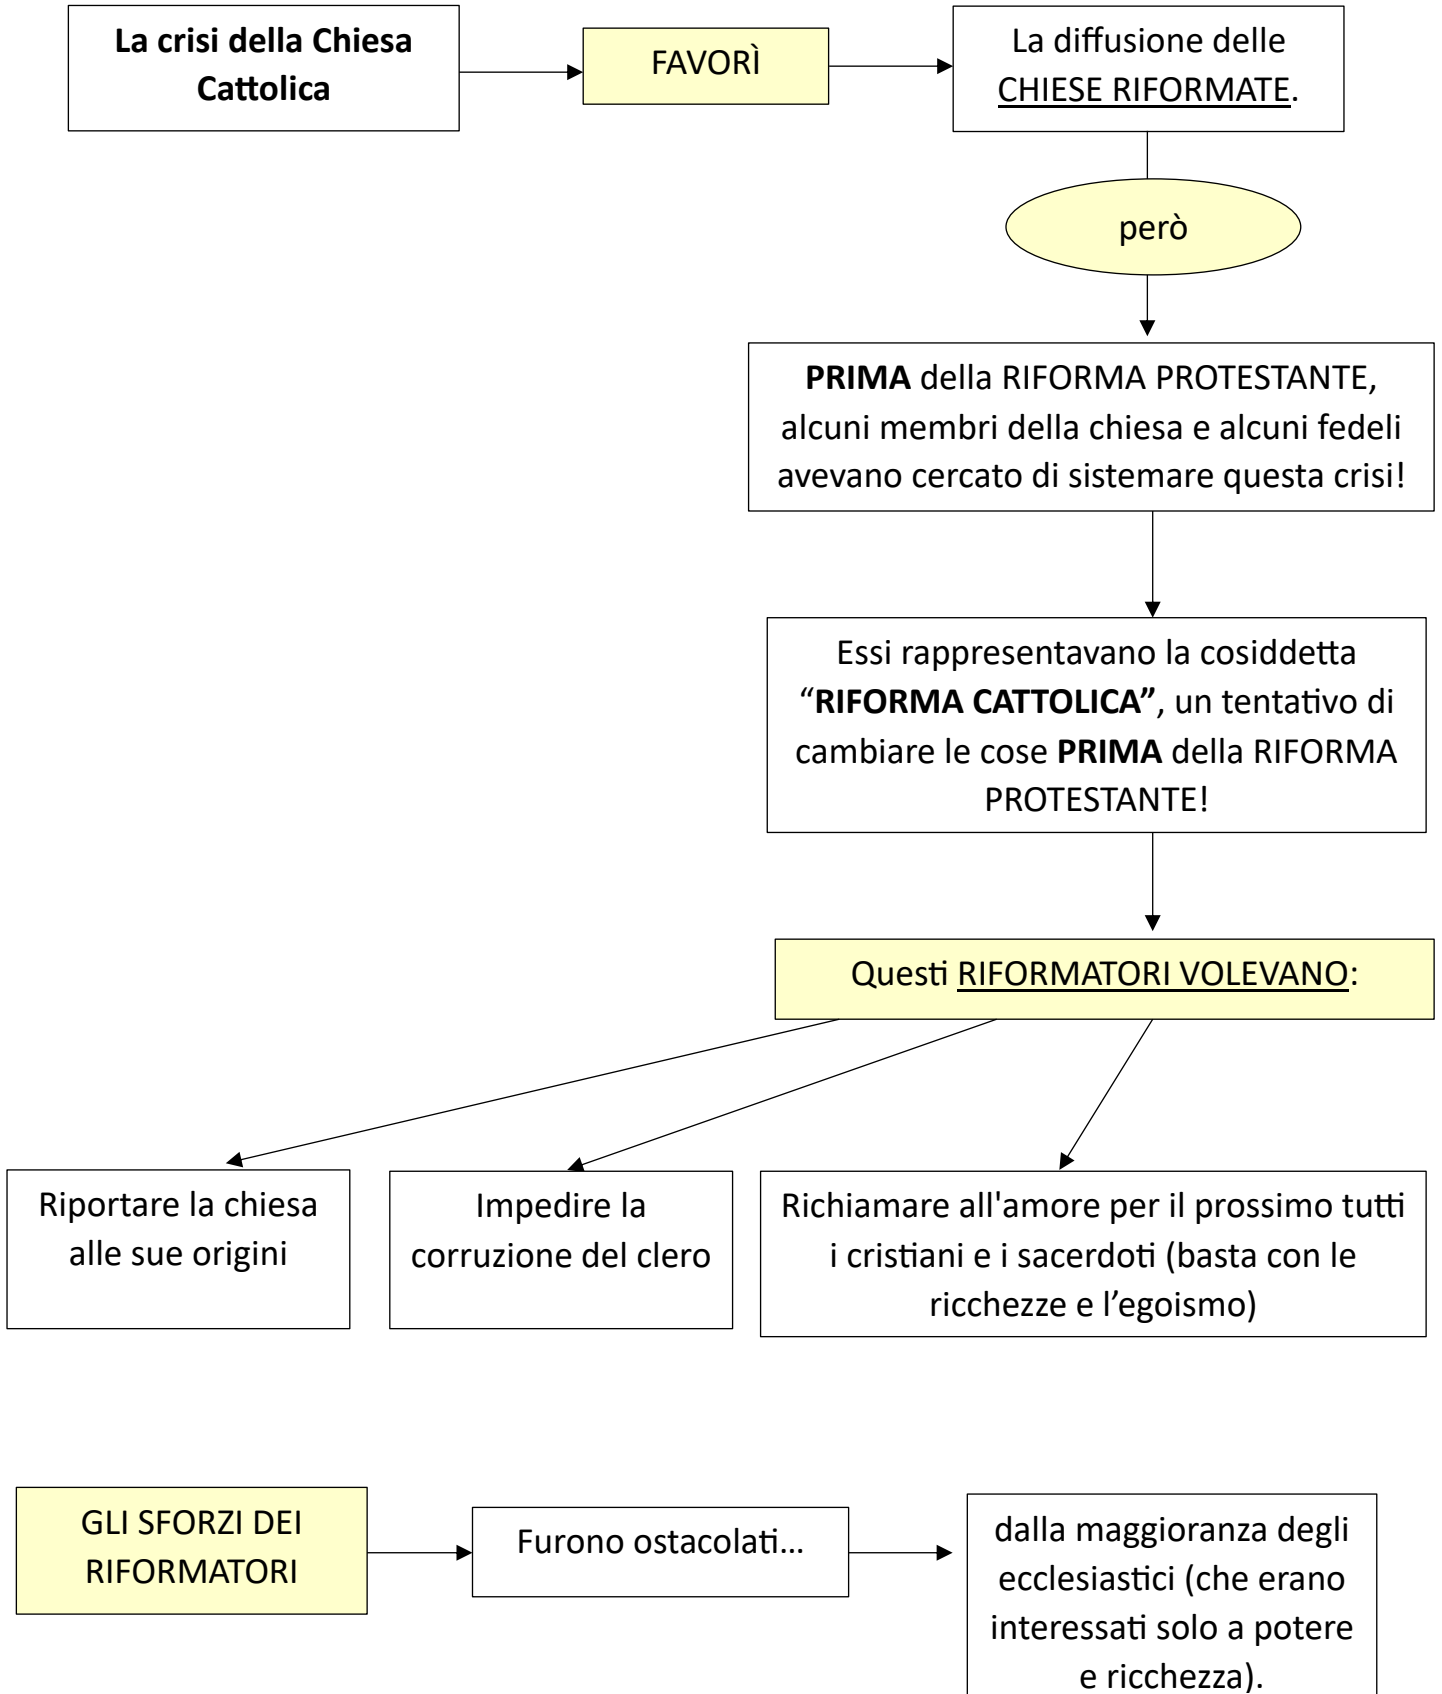 La crisi della Chiesa
Cattolica
FAVORÌ
La diffusione delle
CHIESE RIFORMATE.
però
PRIMA della RIFORMA PROTESTANTE,
alcuni membri della chiesa e alcuni fedeli
avevano cercato di sistemare questa crisi!
Essi rappresentavano la cosiddetta
“RIFORMA CATTOLICA”, un tentativo di
cambiare le cose PRIMA della RIFORMA
PROTESTANTE!
Questi RIFORMATORI VOLEVANO:
Riportare la chiesa
alle sue origini
Impedire la
corruzione del clero
Richiamare all'amore per il prossimo tutti
i cristiani e i sacerdoti (basta con le
ricchezze e l’egoismo)
GLI SFORZI DEI
RIFORMATORI
Furono ostacolati…
dalla maggioranza degli
ecclesiastici (che erano
interessati solo a potere
e ricchezza).